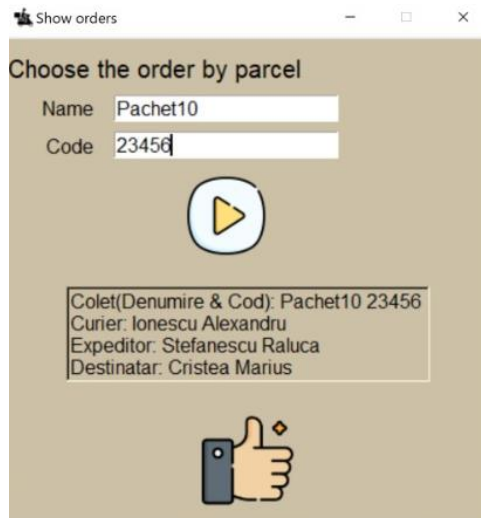 Show orders
Choose the order by parcel
Name Pachet10
Code 23456
Colet(Denumire & Cod): Pachet10 23456
Curier: Ionescu Alexandru
Expeditor: Stefanescu Raluca
Destinatar: Cristea Marius